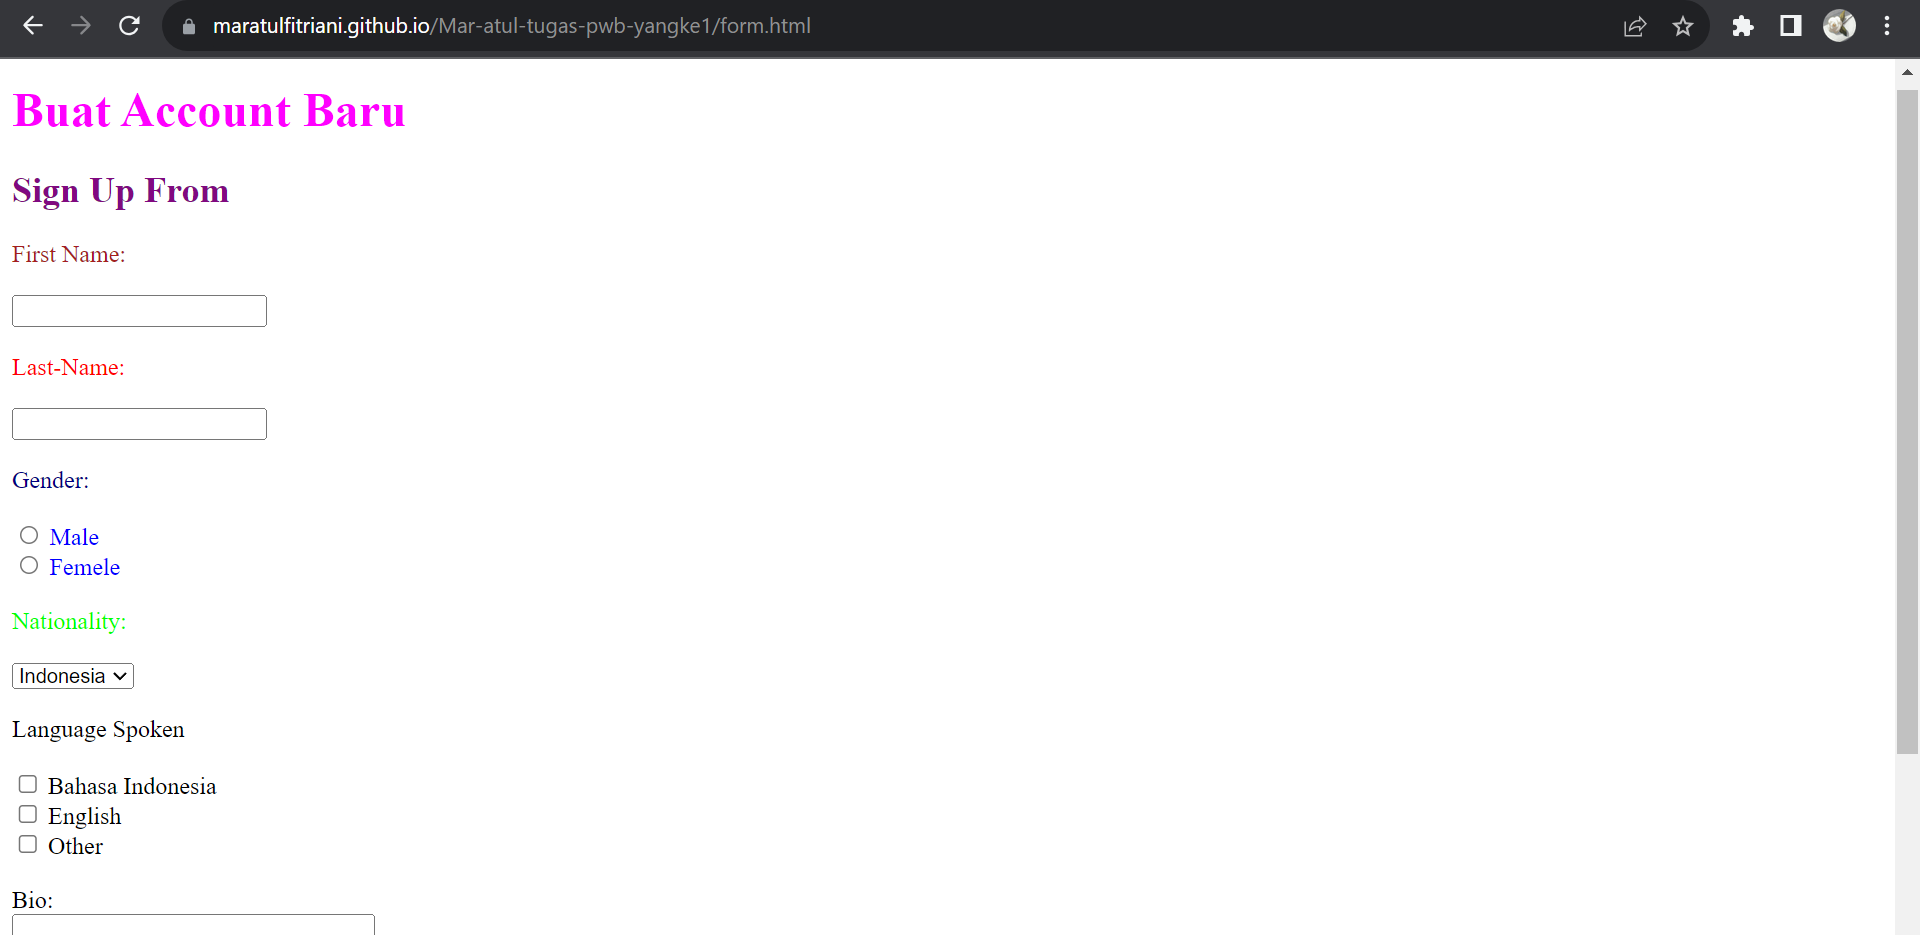 maratulfitriani.github.io/Mar-atul-tugas-pwb-yangke1/form.html
Buat Account Baru
Sign Up From
First Name:
Last-Name:
Gender:
Male
Femele
Nationality:
Indonesia
Language Spoken
Bahasa Indonesia
English
Other
Bio: